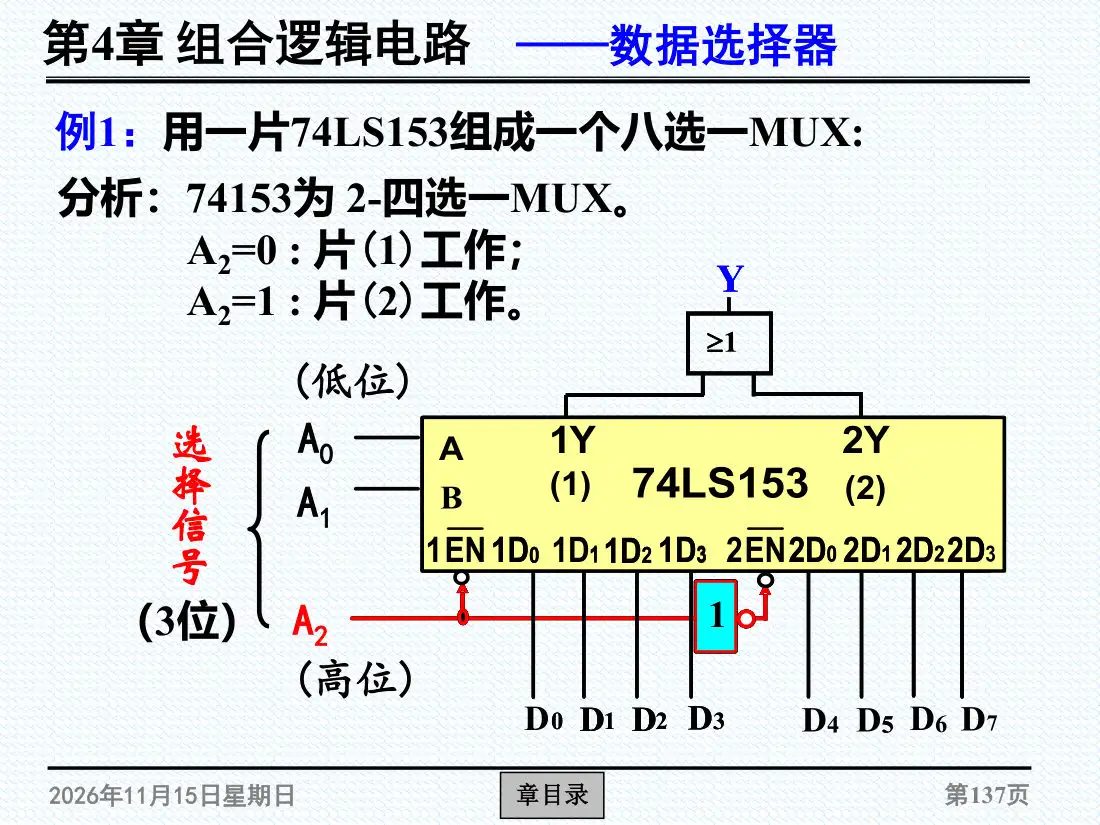 第4章 组合逻辑电路 ——数据选择器
例1：用一片74LS153组成一个八选一MUX:
分析：74153为 2-四选一MUX。
A₂=0：片(1)工作；
A₂=1：片(2)工作。
Y
≥1
(低位)
选择信号
(3位)
A₀
A₁
A₂
(高位)
A 1Y 2Y
(1) 74LS153 (2)
B
1E̅N̅ 1D₀ 1D₁ 1D₂ 1D₃ 2E̅N̅ 2D₀ 2D₁ 2D₂ 2D₃
1
D₀ D₁ D₂ D₃ D₄ D₅ D₆ D₇
2026年11月15日星期日 章目录 第137页